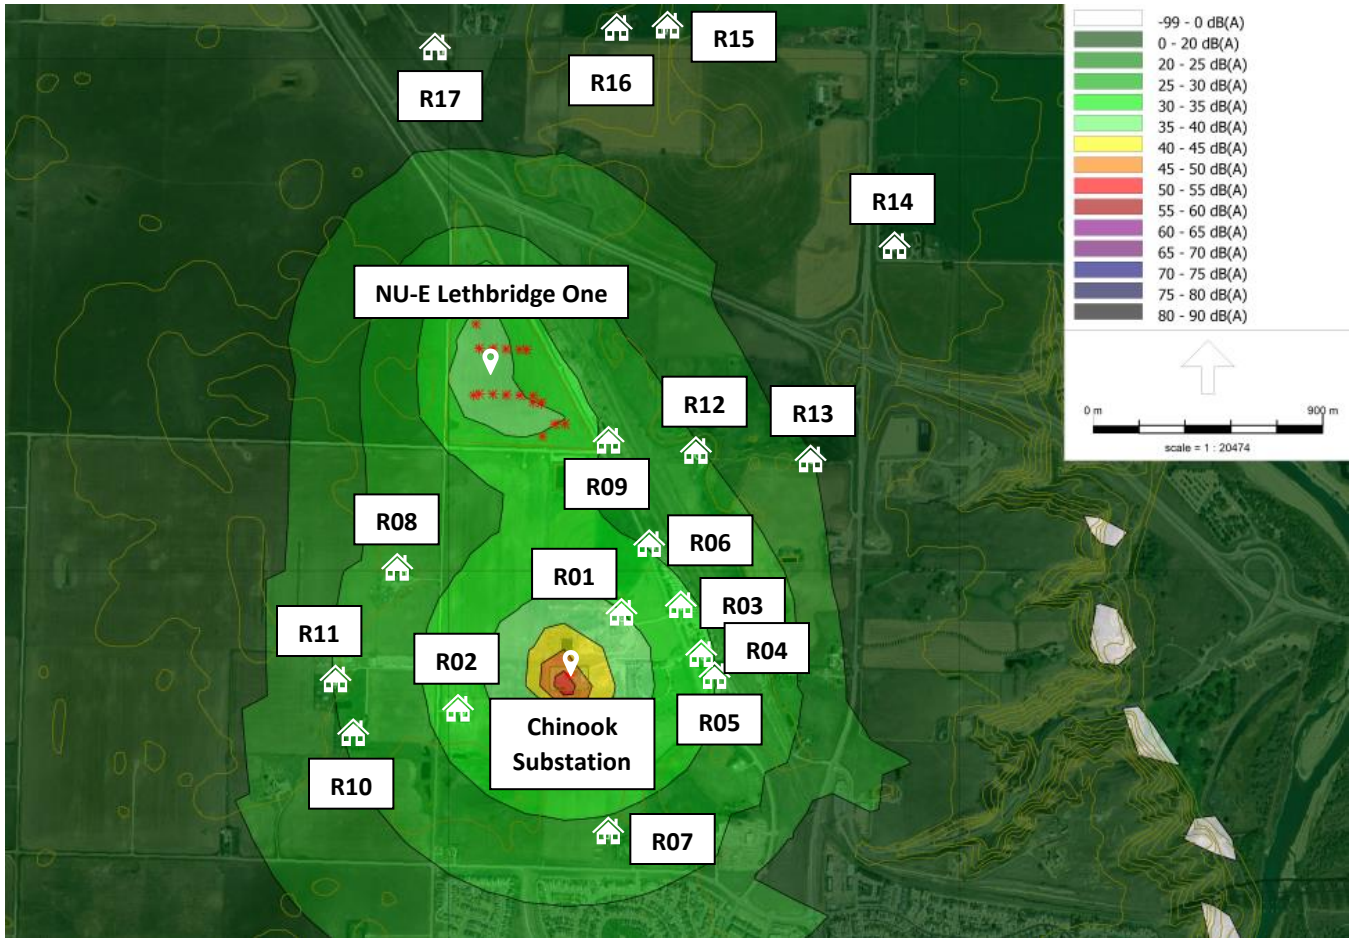 R15
R16
R17
R14
NU-E Lethbridge One
R12
R13
R09
R08
R06
R01
R03
R11
R04
R02
R05
Chinook
Substation
R10
R07
-99 - 0 dB(A)
0 - 20 dB(A)
20 - 25 dB(A)
25 - 30 dB(A)
30 - 35 dB(A)
35 - 40 dB(A)
40 - 45 dB(A)
45 - 50 dB(A)
50 - 55 dB(A)
55 - 60 dB(A)
60 - 65 dB(A)
65 - 70 dB(A)
70 - 75 dB(A)
75 - 80 dB(A)
80 - 90 dB(A)
0 m 900 m
scale = 1 : 20474